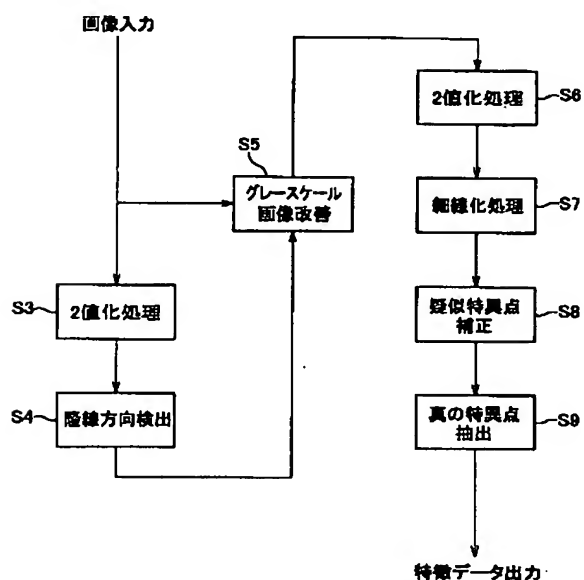 画像入力
S3
2値化処理
S4
隆線方向検出
S5
グレースケール
画像改善
2値化処理
S6
細線化処理
S7
疑似特異点
補正
S8
真の特異点
抽出
S9
特徴データ出力